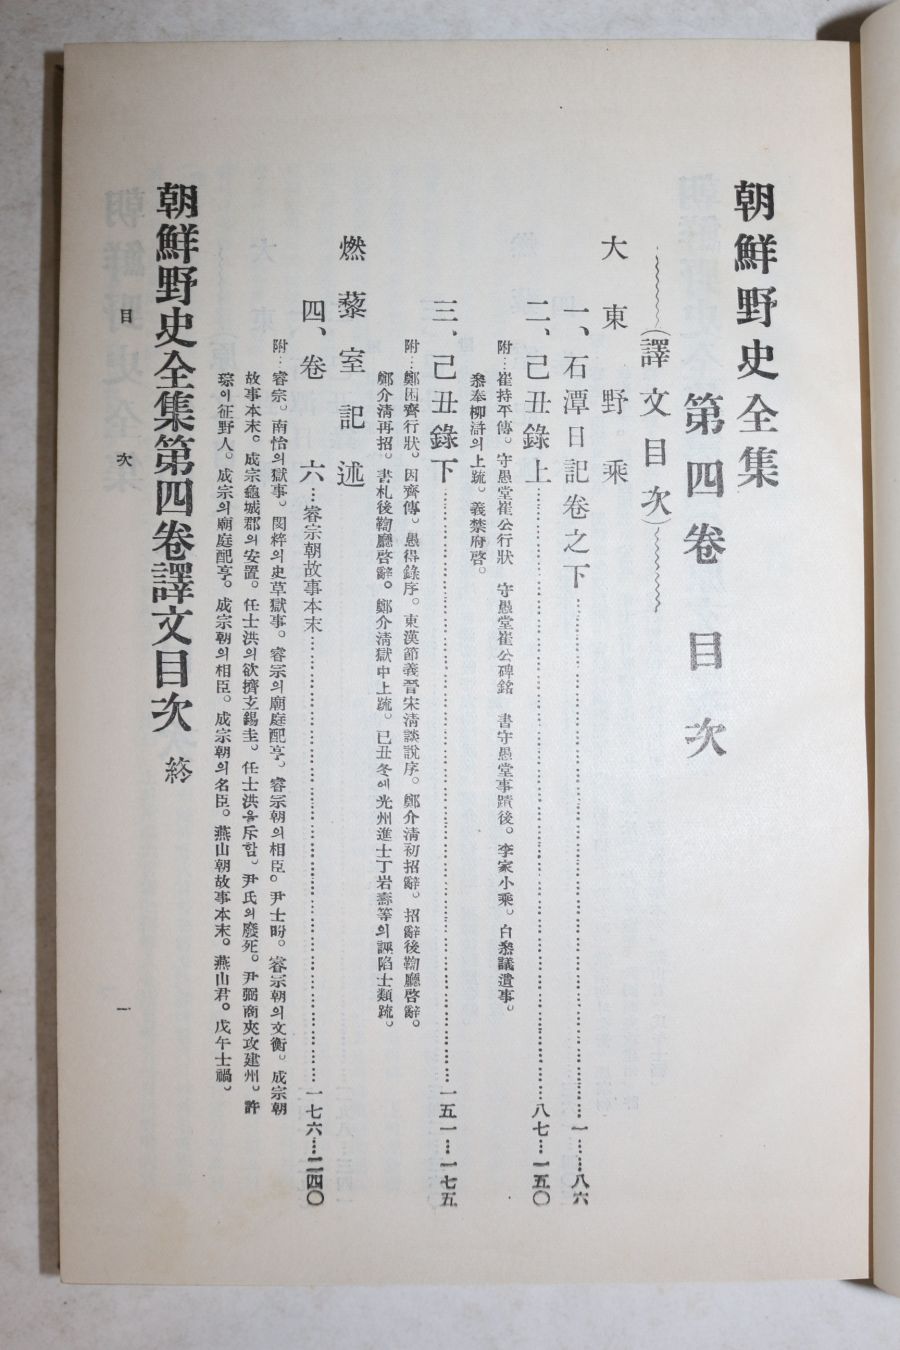 朝鮮野史全集
第四卷 目次
(譯文目次)
大東野乘
一、石潭日記卷之下……一……八六
二、己丑錄上……八七……一五〇
附…崔持平傳。守愚堂崔公行狀 守愚堂崔公碑銘 書守愚堂事蹟後。李家小乘。白叅議遺事。
叅奉柳滸의上疏。義禁府啓。
三、己丑錄下……一五一……一七五
附…鄭困齊行狀。因齊傳。愚得錄序。東漢節義晉宋淸談說序。鄭介淸初招辭。招辭後鞫廳啓辭。
鄭介淸再招。書札後鞫廳啓辭。鄭介淸獄中上疏。已丑冬에光州進士丁岩壽等의誣陷士類疏。
燃藜室記述
四、卷六…睿宗朝故事本末……一七六……二四〇
附…睿宗。南怡의獄事。閔粹의史草獄事。睿宗의廟庭配享。睿宗朝의相臣。尹士昐。睿宗朝의文衡。成宗朝
故事本末。成宗龜城郡의安置。任士洪의欲擠玄錫圭。任士洪을斥함。尹氏의廢死。尹弼商夾攻建州。許
琮이征野人。成宗의廟庭配享。成宗朝의相臣。成宗朝의名臣。燕山朝故事本末。燕山君。戊午士禍。
朝鮮野史全集第四卷譯文目次 終
目次
一